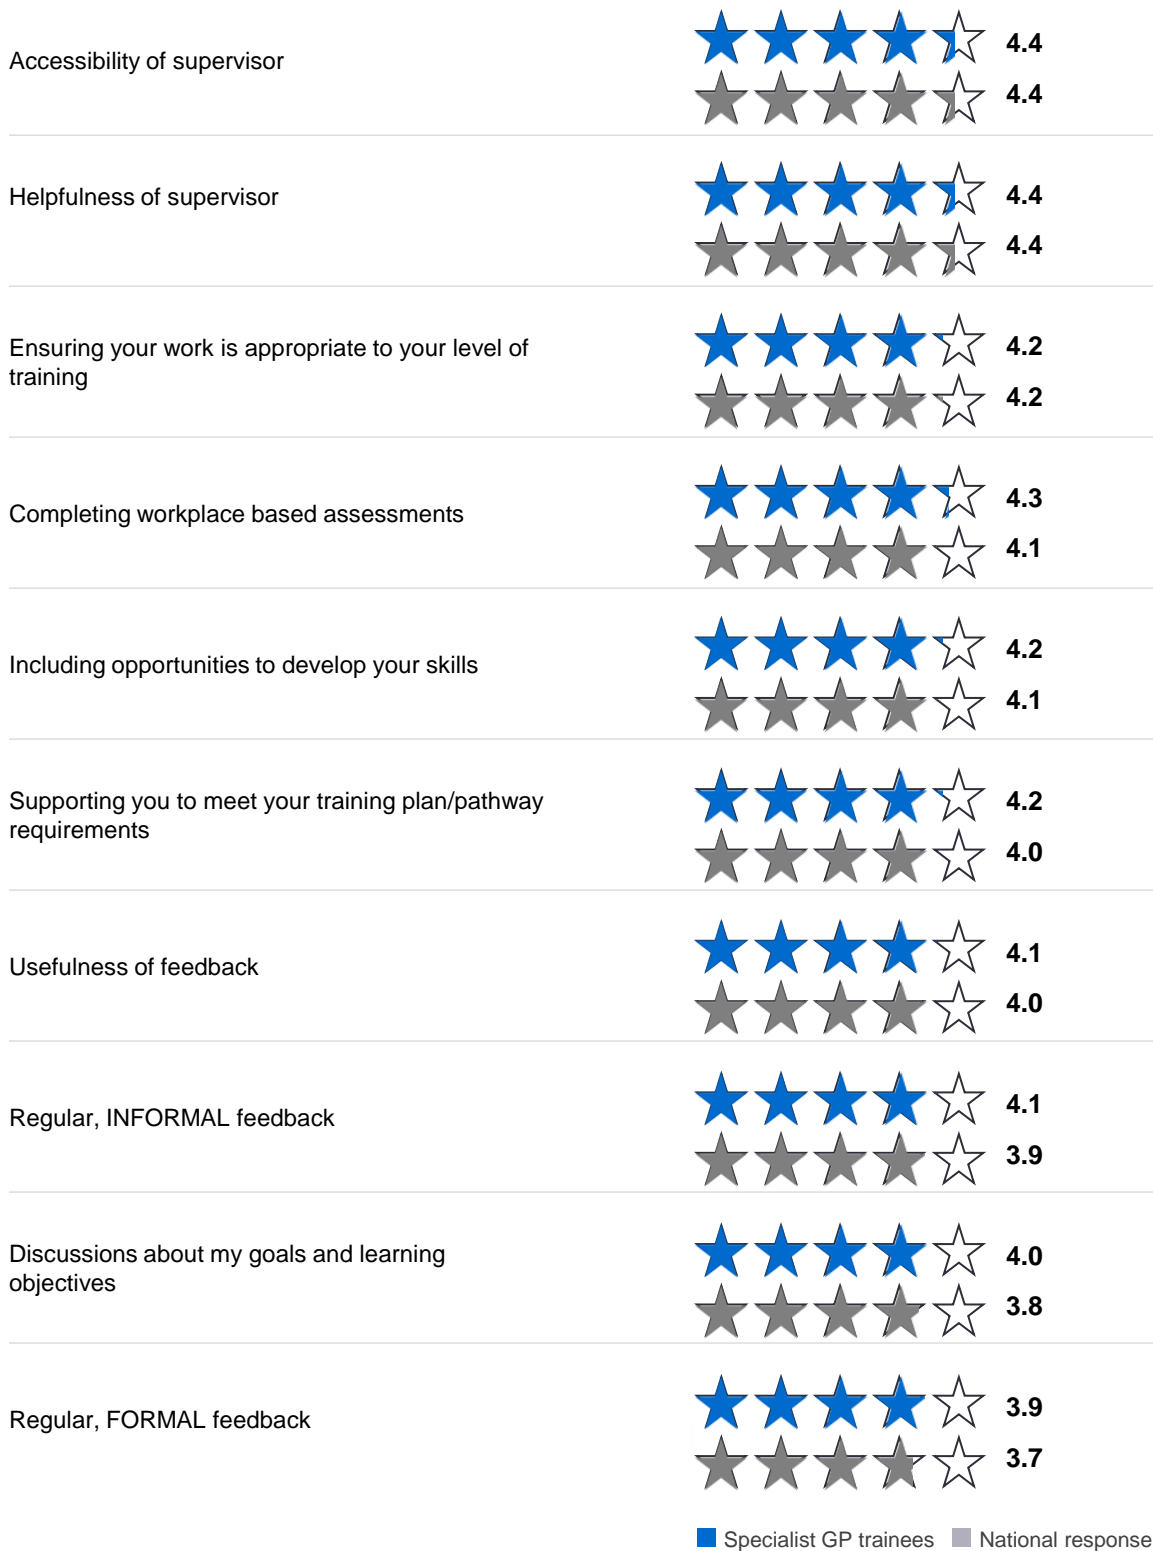 Accessibility of supervisor
4.4
4.4
Helpfulness of supervisor
4.4
4.4
Ensuring your work is appropriate to your level of
training
4.2
4.2
Completing workplace based assessments
4.3
4.1
Including opportunities to develop your skills
4.2
4.1
Supporting you to meet your training plan/pathway
requirements
4.2
4.0
Usefulness of feedback
4.1
4.0
Regular, INFORMAL feedback
4.1
3.9
Discussions about my goals and learning
objectives
4.0
3.8
Regular, FORMAL feedback
3.9
3.7
Specialist GP trainees National response